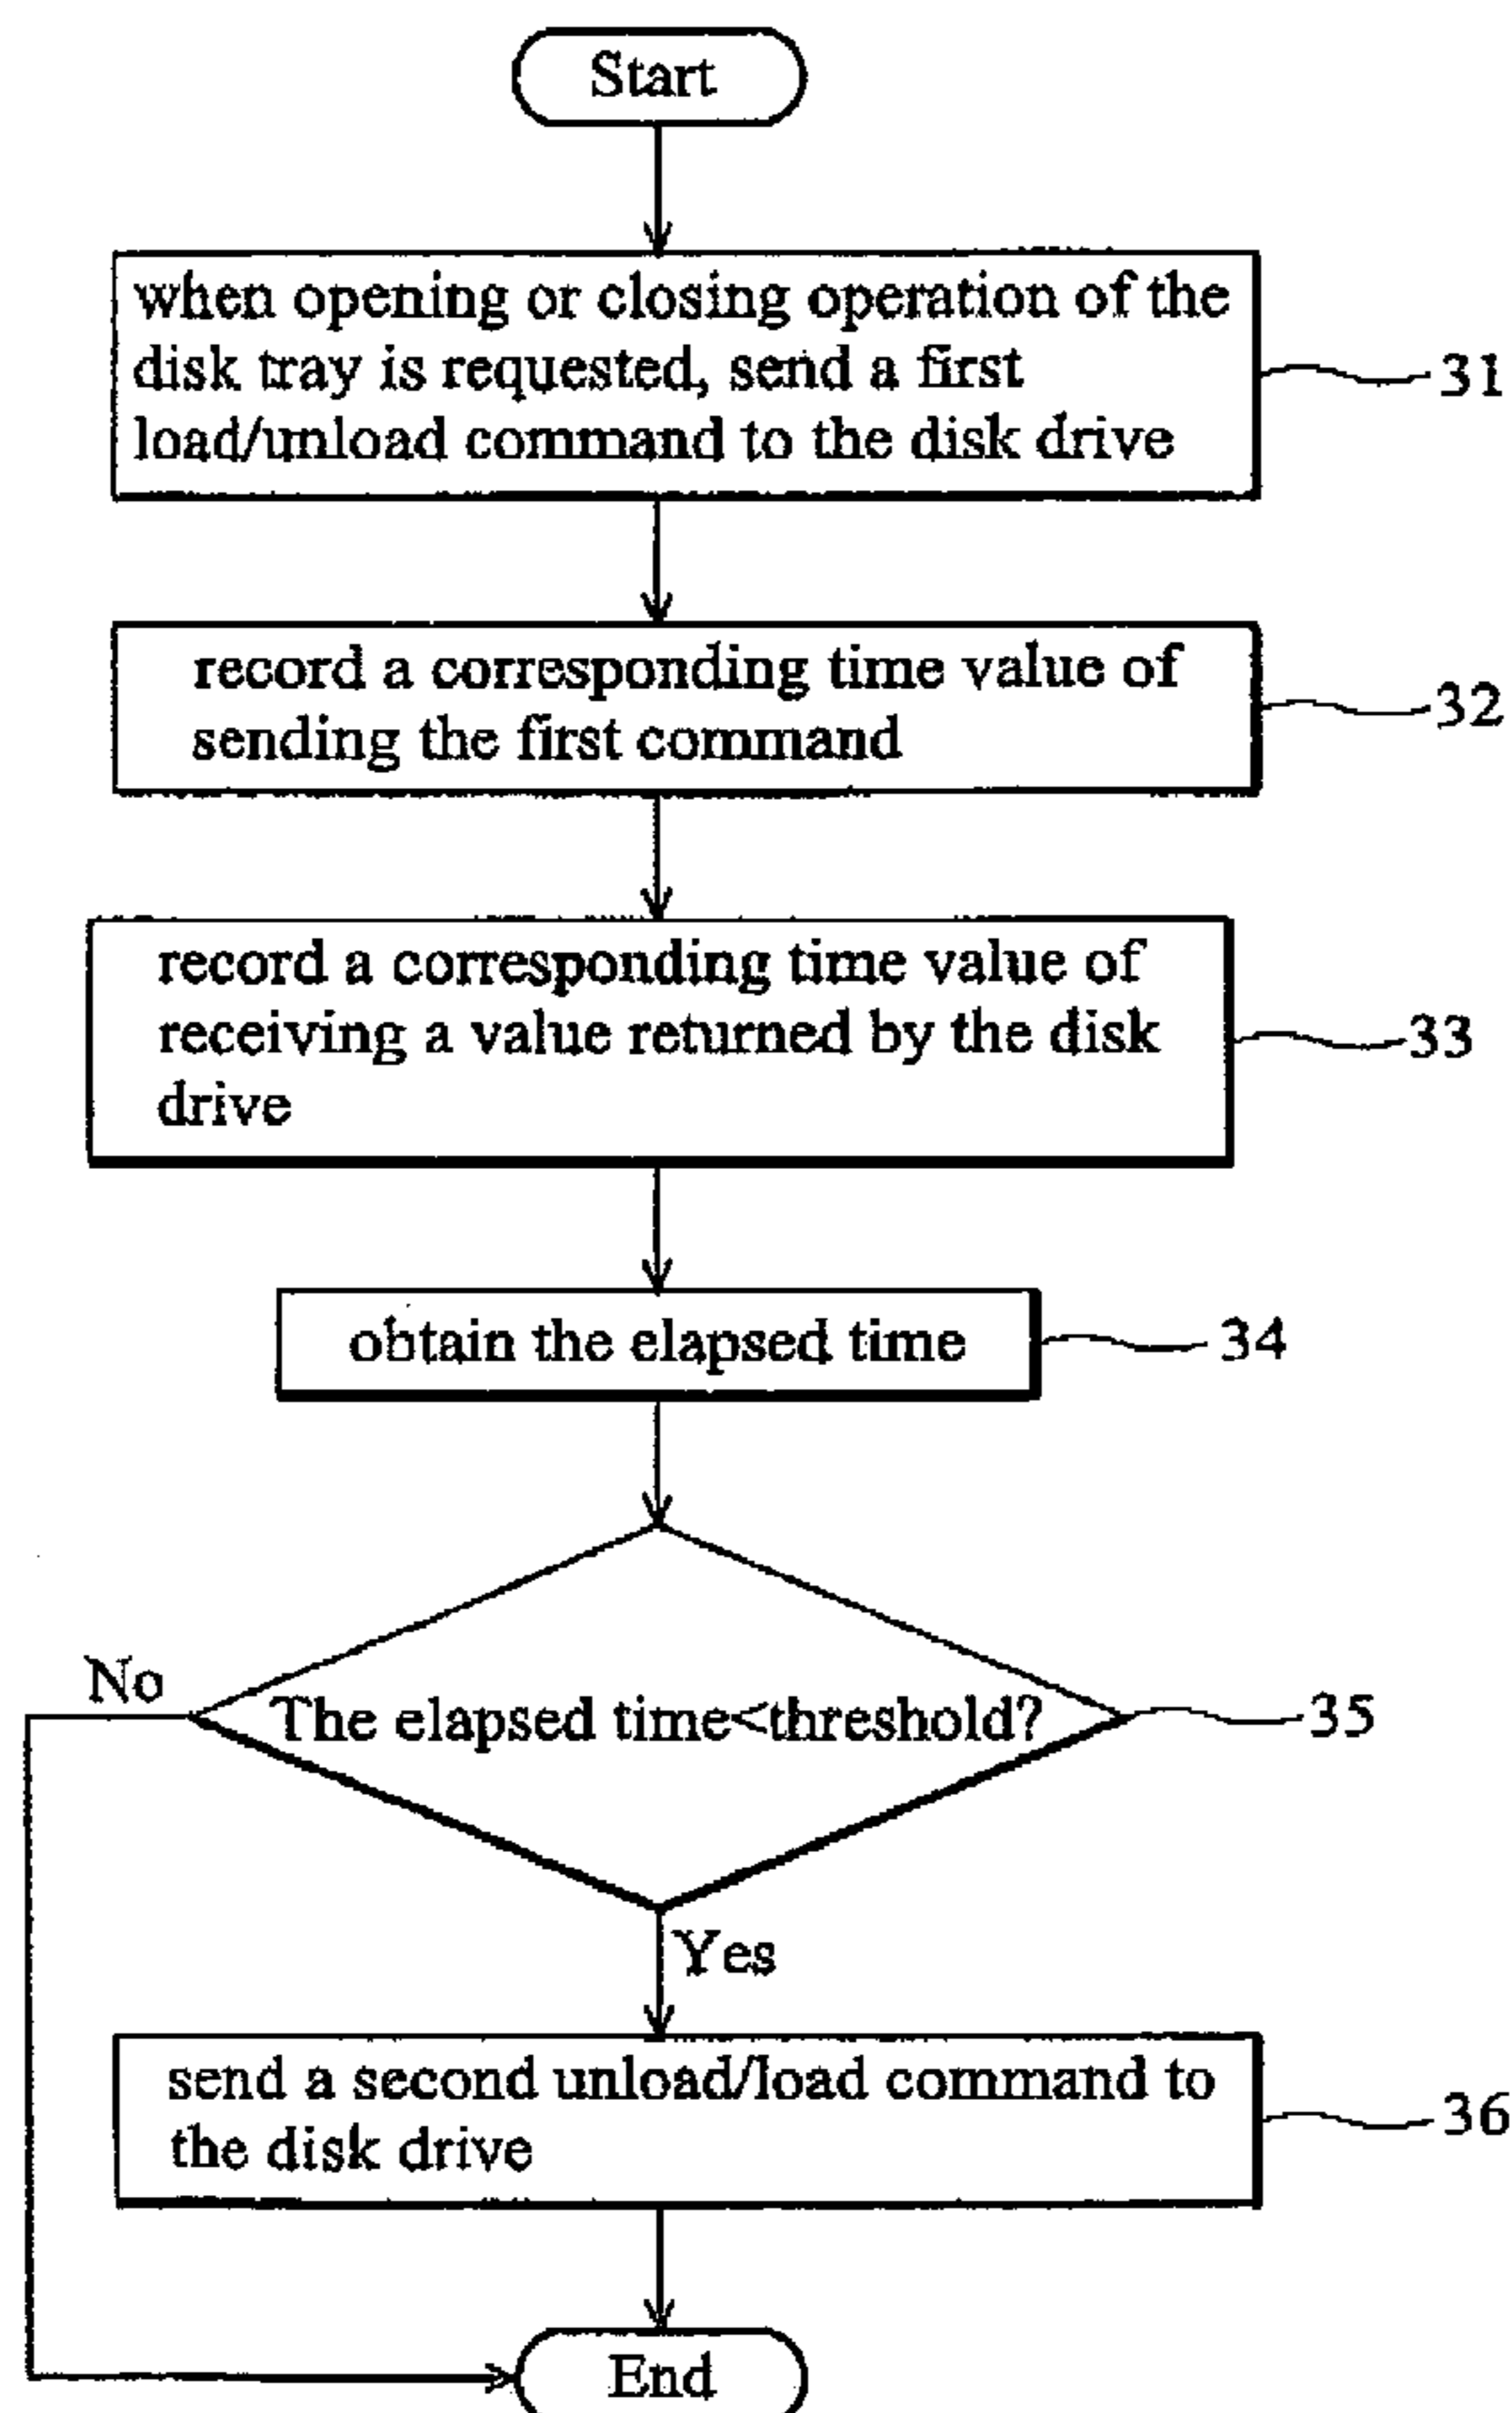 Start
when opening or closing operation of the
disk tray is requested, send a first
load/unload command to the disk drive
31
record a corresponding time value of
sending the first command
32
record a corresponding time value of
receiving a value returned by the disk
drive
33
obtain the elapsed time
34
No
The elapsed time<threshold?
35
Yes
send a second unload/load command to
the disk drive
36
End